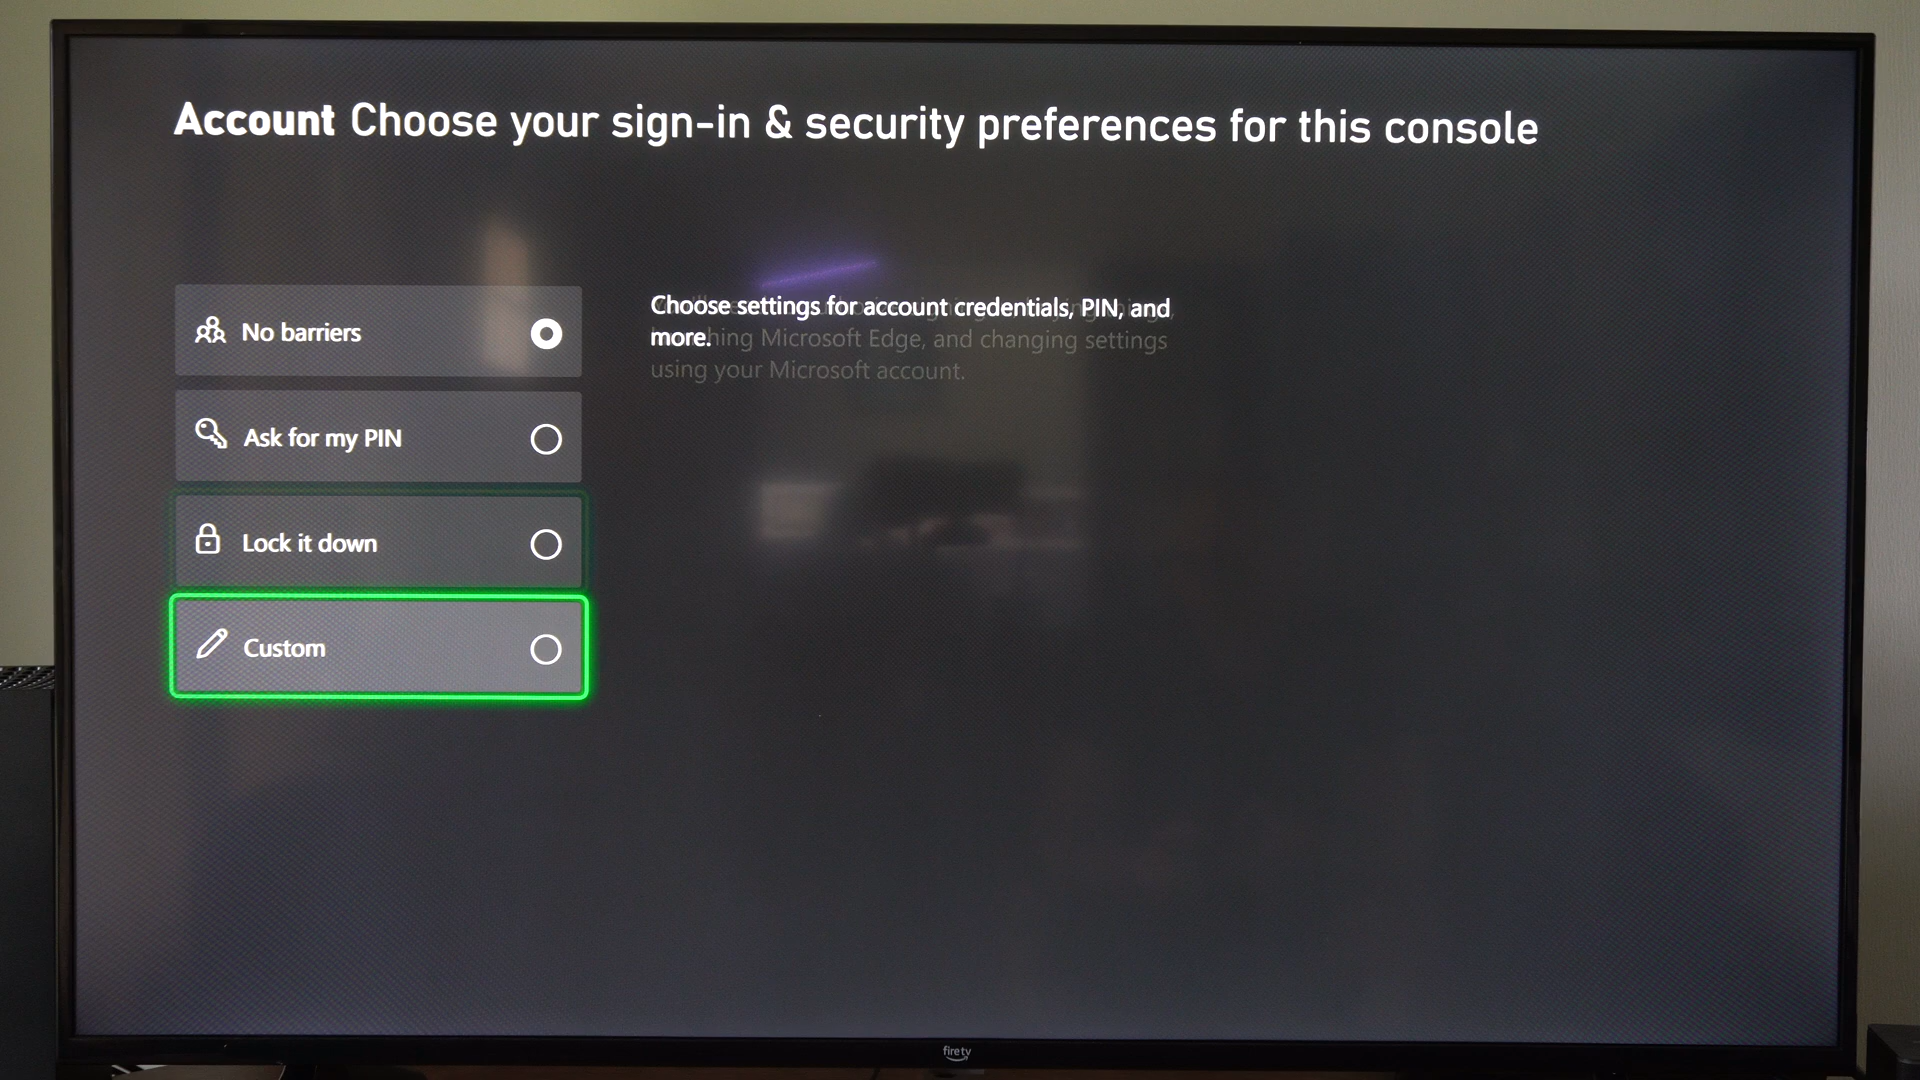 Account Choose your sign-in & security preferences for this console
No barriers
Ask for my PIN
Lock it down
Custom
Choose settings for account credentials, PIN, and
more.
hing Microsoft Edge, and changing settings
using your Microsoft account.
firetv